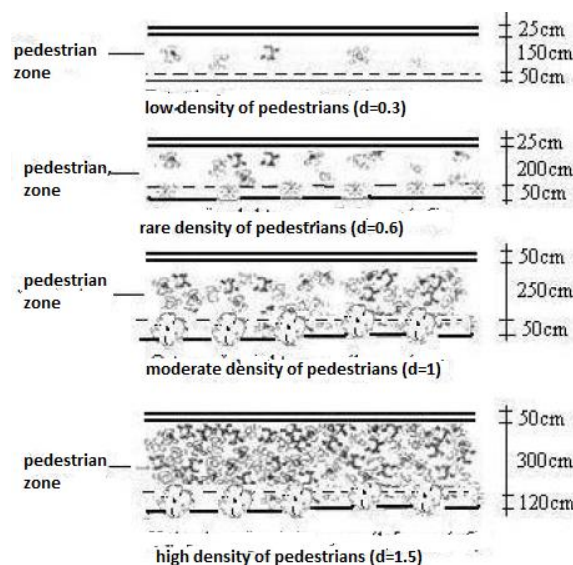 25cm
pedestrian
zone
150cm
50cm
low density of pedestrians (d=0.3)
25cm
pedestrian
zone
200cm
50cm
rare density of pedestrians (d=0.6)
50cm
pedestrian
zone
250cm
50cm
moderate density of pedestrians (d=1)
50cm
pedestrian
zone
300cm
120cm
high density of pedestrians (d=1.5)